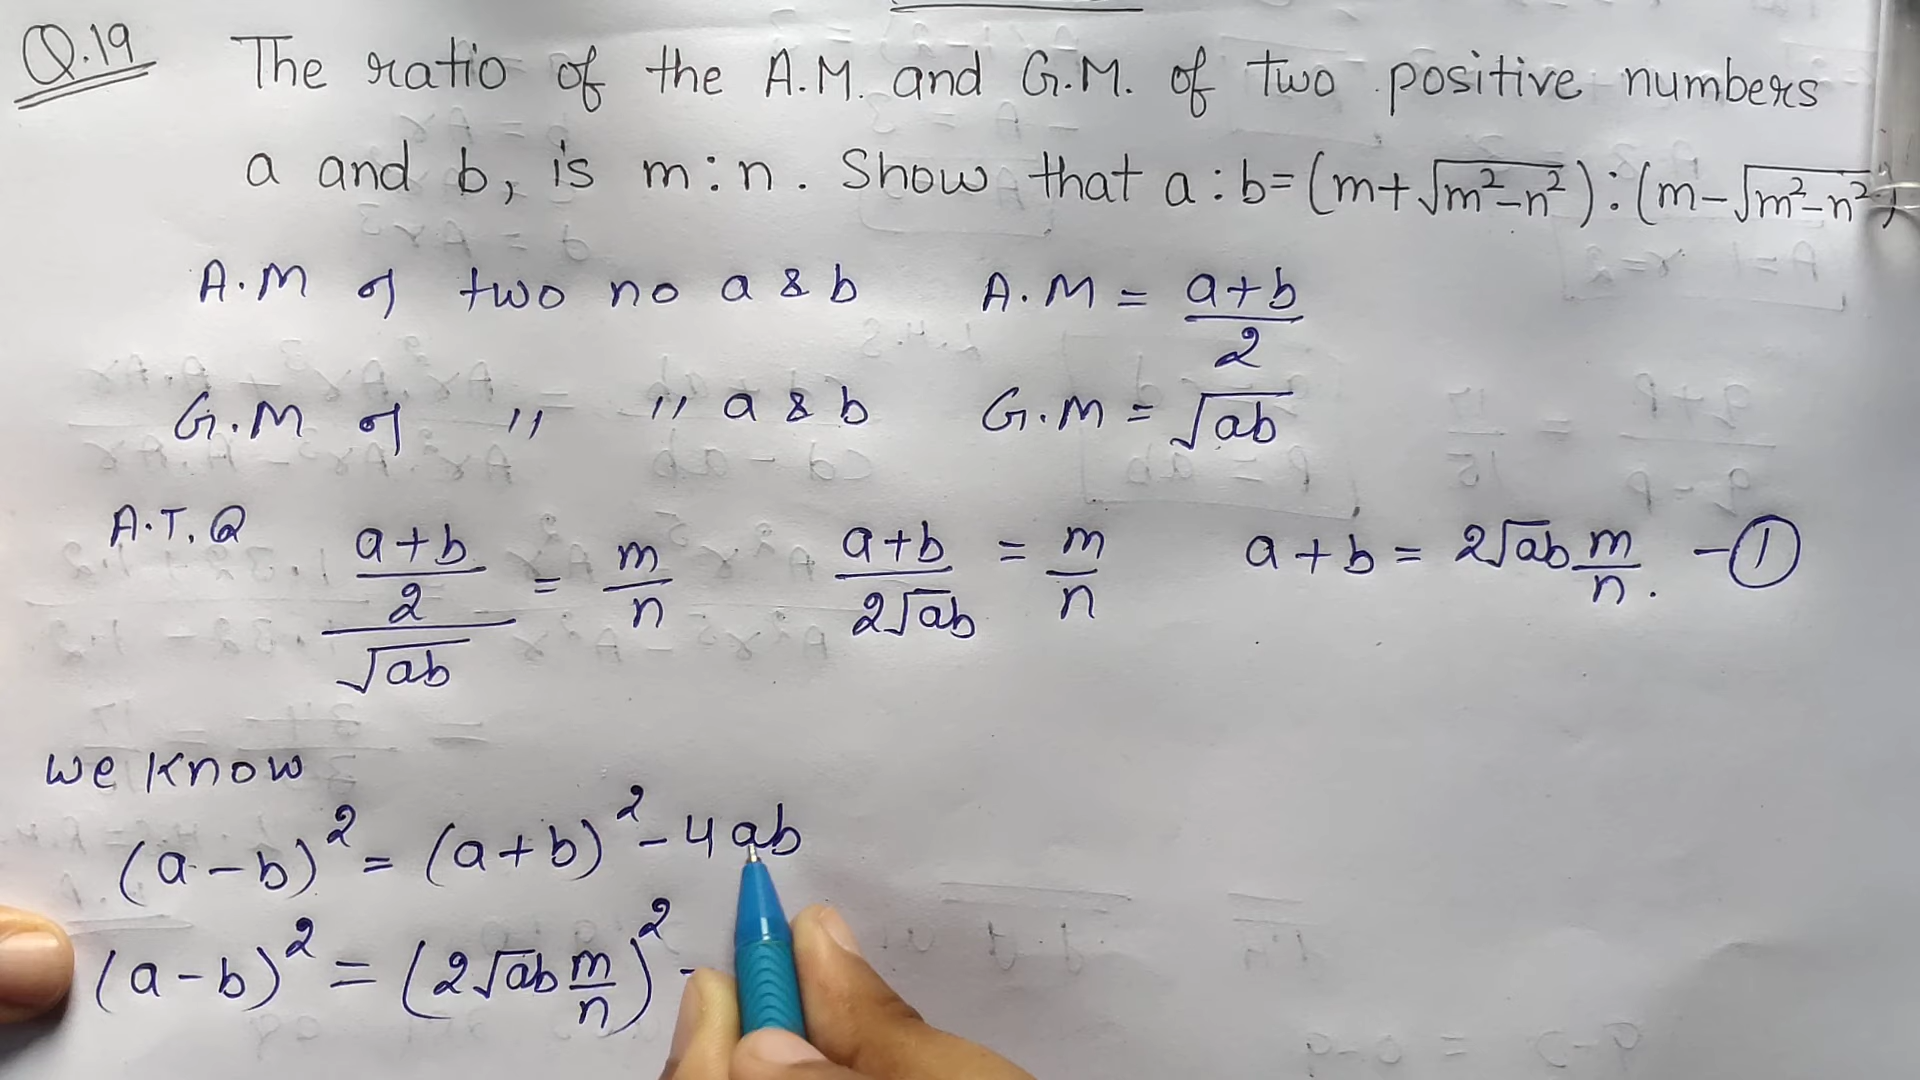 Q.19 The ratio of the A.M. and G.M. of two positive numbers
a and b, is m:n. Show that a:b=(m+√m²-n²):(m-√m²-n²)
A.M of two no a & b A.M = a+b/2
G.M of " " a & b G.M = √ab
A.T.Q (a+b/2)/√ab = m/n a+b/2√ab = m/n a+b = 2√ab m/n. -①
We know
(a-b)² = (a+b)² - 4ab
(a-b)² = (2√ab m/n)² -